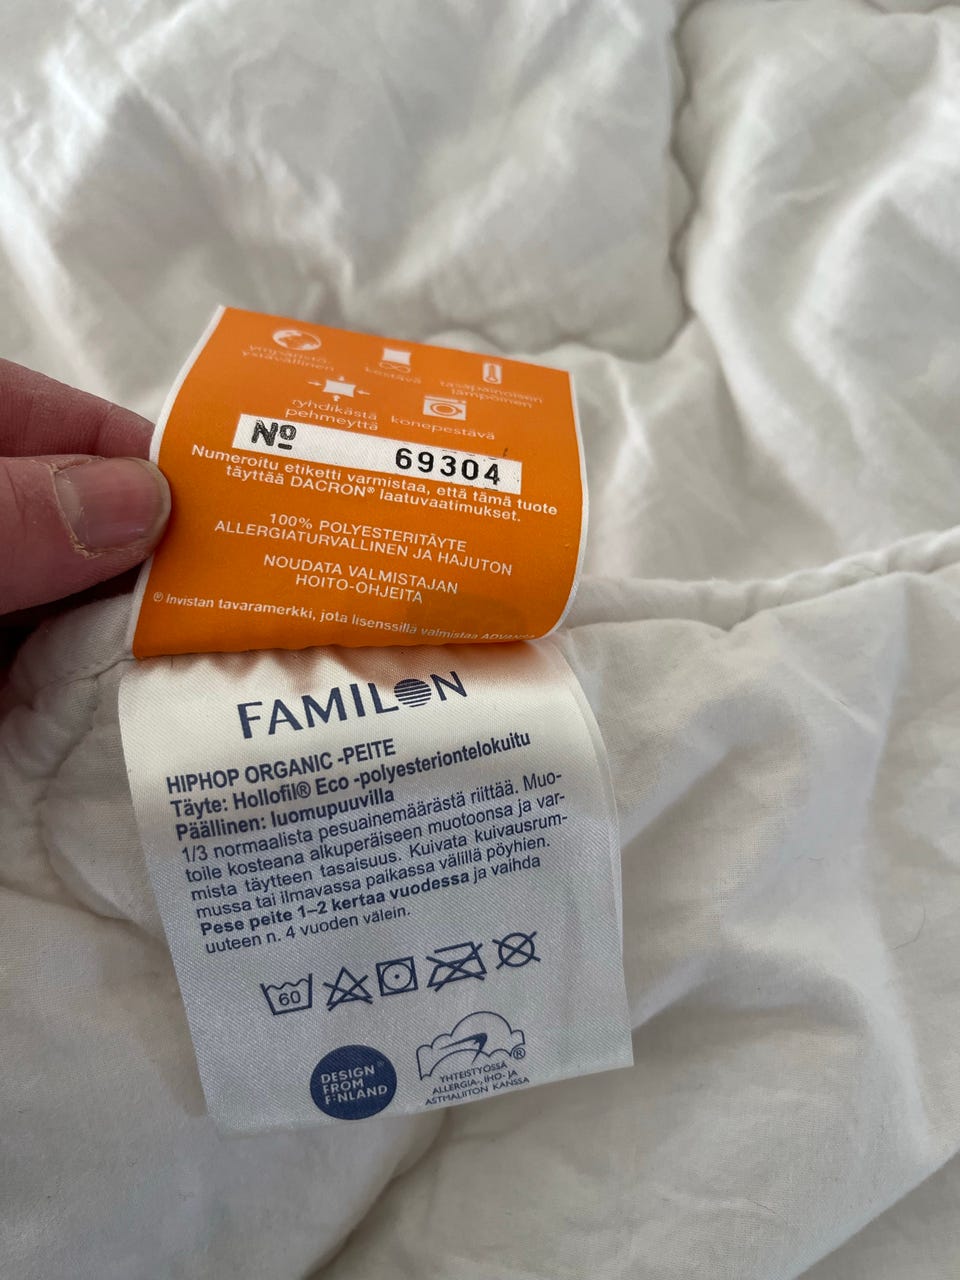 ympäristö-
ystävällinen
kestävä
tasapainoisen
lämpöinen
ryhdikästä
pehmeyttä
konepestävä
Nº 69304
Numeroitu etiketti varmistaa, että tämä tuote
täyttää DACRON® laatuvaatimukset.
100% POLYESTERITÄYTE
ALLERGIATURVALLINEN JA HAJUTON
NOUDATA VALMISTAJAN
HOITO-OHJEITA
® Invistan tavaramerkki, jota lisenssillä valmistaa ADVANSA
FAMILON
HIPHOP ORGANIC -PEITE
Täyte: Hollofil® Eco -polyesteriontelokuitu
Päällinen: luomupuuvilla
1/3 normaalista pesuainemäärästä riittää. Muo-
toile kosteana alkuperäiseen muotoonsa ja var-
mista täytteen tasaisuus. Kuivata kuivausrum-
mussa tai ilmavassa paikassa välillä pöyhien.
Pese peite 1–2 kertaa vuodessa ja vaihda
uuteen n. 4 vuoden välein.
60
DESIGN
FROM
FINLAND
®
YHTEISTYÖSSÄ
ALLERGIA-, IHO- JA
ASTMALIITON KANSSA